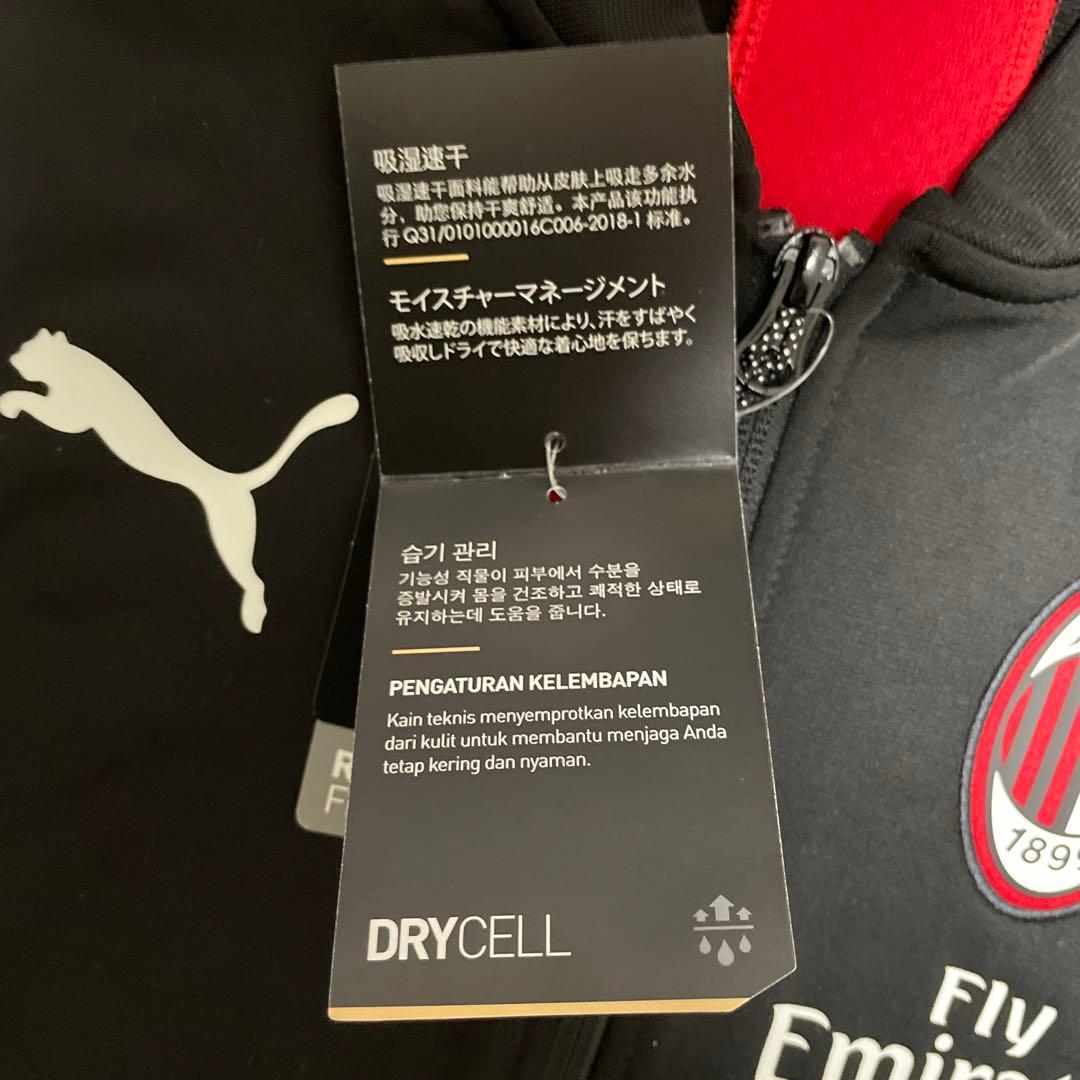 吸湿速干
吸湿速干面料能帮助从皮肤上吸走多余水
分，助您保持干爽舒适。本产品该功能执
行 Q31/0101000016C006-2018-1 标准。
モイスチャーマネージメント
吸水速乾の機能素材により、汗をすばやく
吸収しドライで快適な着心地を保ちます。
습기 관리
기능성 직물이 피부에서 수분을
증발시켜 몸을 건조하고 쾌적한 상태로
유지하는데 도움을 줍니다.
PENGATURAN KELEMBAPAN
Kain teknis menyemprotkan kelembapan
dari kulit untuk membantu menjaga Anda
tetap kering dan nyaman.
DRYCELL
1899
Fly